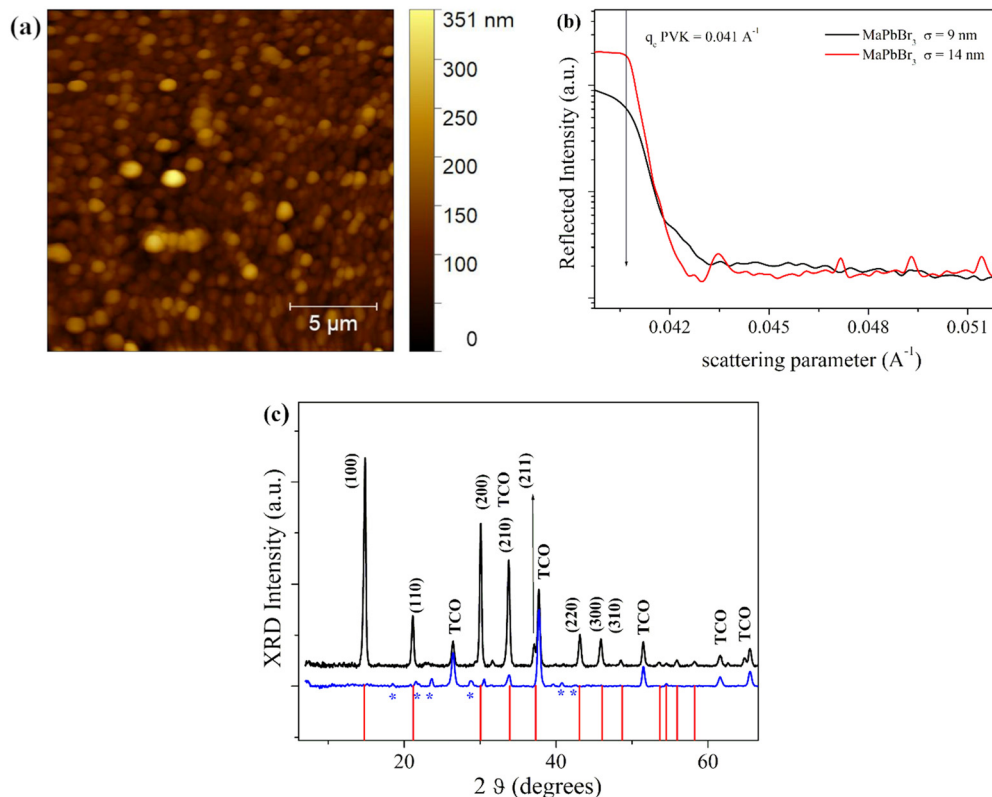 (a)
351 nm
300
250
200
150
100
0
5 µm
(b)
q_c PVK = 0.041 A⁻¹
MaPbBr₃ σ = 9 nm
MaPbBr₃ σ = 14 nm
Reflected Intensity (a.u.)
0.042
0.045
0.048
0.051
scattering parameter (A⁻¹)
(c)
XRD Intensity (a.u.)
(100)
(110)
TCO
(200)
(210) TCO
(211)
TCO
(220)
(300)
(310)
TCO
TCO
TCO
* * * * * *
20
40
60
2 ϑ (degrees)